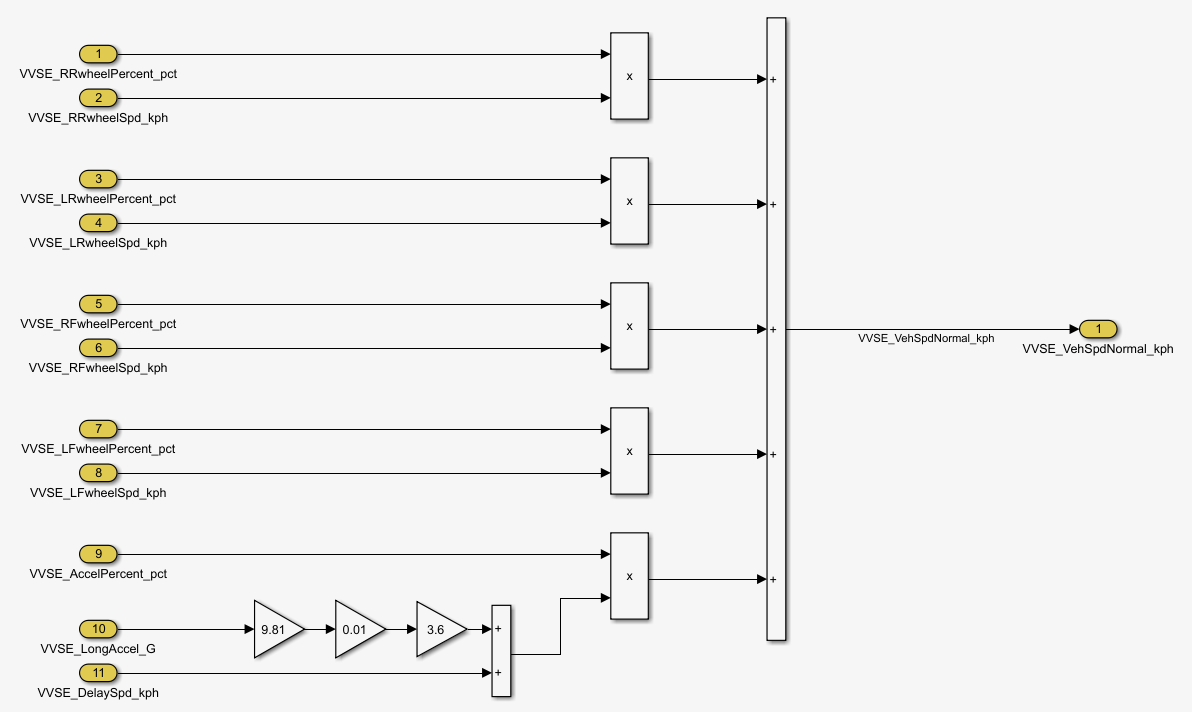 1
VVSE_RRwheelPercent_pct
2
VVSE_RRwheelSpd_kph
x
+
3
VVSE_LRwheelPercent_pct
4
VVSE_LRwheelSpd_kph
x
+
5
VVSE_RFwheelPercent_pct
6
VVSE_RFwheelSpd_kph
x
+
VVSE_VehSpdNormal_kph
1
VVSE_VehSpdNormal_kph
7
VVSE_LFwheelPercent_pct
8
VVSE_LFwheelSpd_kph
x
+
9
VVSE_AccelPercent_pct
x
+
10
VVSE_LongAccel_G
9.81
0.01
3.6
+
11
VVSE_DelaySpd_kph
+